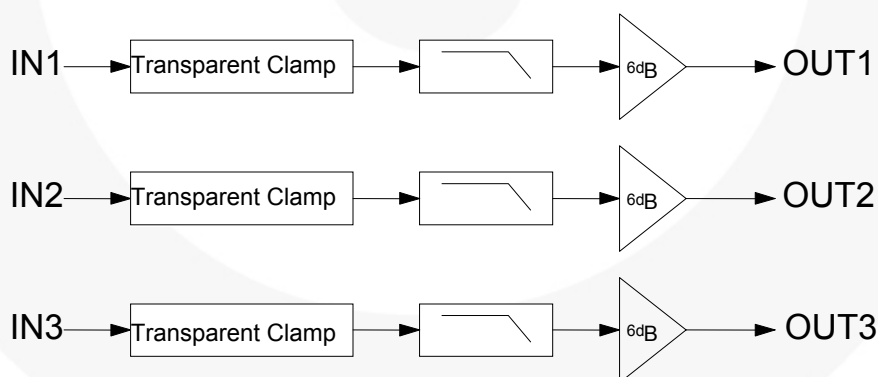 IN1 Transparent Clamp 6dB OUT1
IN2 Transparent Clamp 6dB OUT2
IN3 Transparent Clamp 6dB OUT3